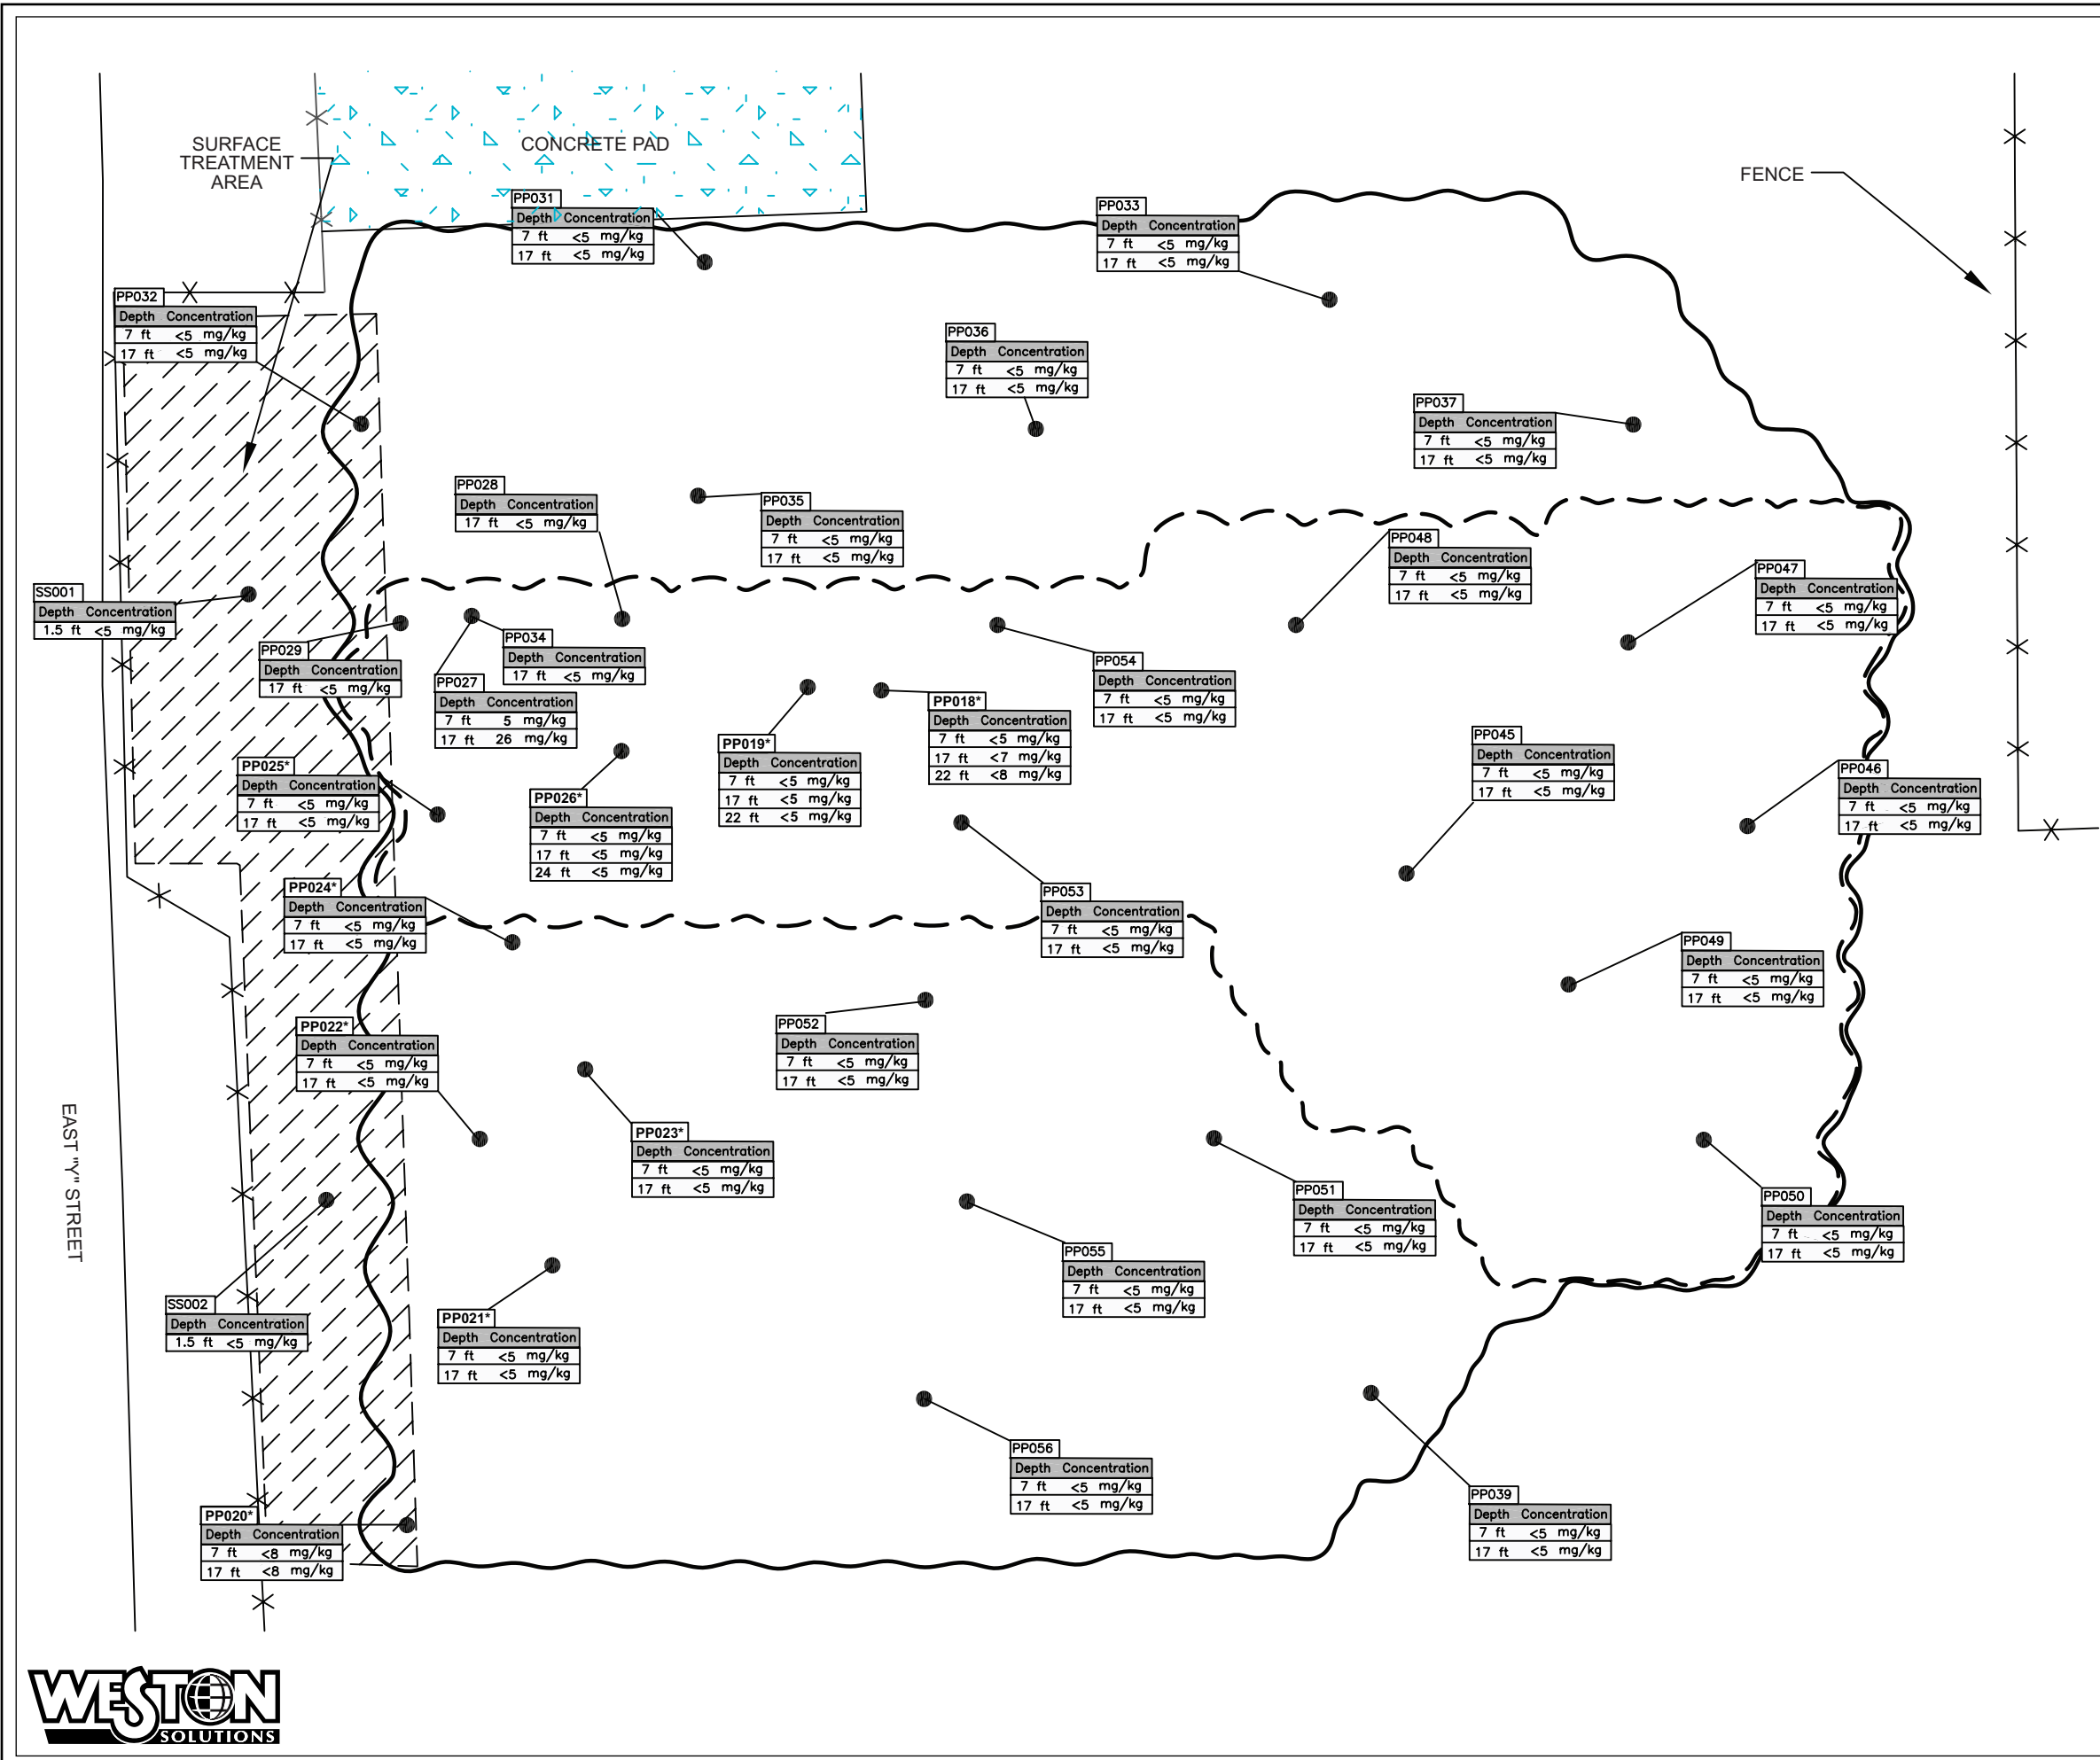 SURFACE
TREATMENT
AREA
CONCRETE PAD
FENCE
PP031
Depth Concentration
7 ft <5 mg/kg
17 ft <5 mg/kg
PP033
Depth Concentration
7 ft <5 mg/kg
17 ft <5 mg/kg
PP032
Depth Concentration
7 ft <5 mg/kg
17 ft <5 mg/kg
PP036
Depth Concentration
7 ft <5 mg/kg
17 ft <5 mg/kg
PP037
Depth Concentration
7 ft <5 mg/kg
17 ft <5 mg/kg
PP028
Depth Concentration
17 ft <5 mg/kg
PP035
Depth Concentration
7 ft <5 mg/kg
17 ft <5 mg/kg
PP048
Depth Concentration
7 ft <5 mg/kg
17 ft <5 mg/kg
PP047
Depth Concentration
7 ft <5 mg/kg
17 ft <5 mg/kg
SS001
Depth Concentration
1.5 ft <5 mg/kg
PP029
Depth Concentration
17 ft <5 mg/kg
PP034
Depth Concentration
17 ft <5 mg/kg
PP027
Depth Concentration
7 ft 5 mg/kg
17 ft 26 mg/kg
PP054
Depth Concentration
7 ft <5 mg/kg
17 ft <5 mg/kg
PP018*
Depth Concentration
7 ft <5 mg/kg
17 ft <7 mg/kg
22 ft <8 mg/kg
PP019*
Depth Concentration
7 ft <5 mg/kg
17 ft <5 mg/kg
22 ft <5 mg/kg
PP045
Depth Concentration
7 ft <5 mg/kg
17 ft <5 mg/kg
PP046
Depth Concentration
7 ft <5 mg/kg
17 ft <5 mg/kg
PP025*
Depth Concentration
7 ft <5 mg/kg
17 ft <5 mg/kg
PP026*
Depth Concentration
7 ft <5 mg/kg
17 ft <5 mg/kg
24 ft <5 mg/kg
PP024*
Depth Concentration
7 ft <5 mg/kg
17 ft <5 mg/kg
PP053
Depth Concentration
7 ft <5 mg/kg
17 ft <5 mg/kg
PP049
Depth Concentration
7 ft <5 mg/kg
17 ft <5 mg/kg
PP022*
Depth Concentration
7 ft <5 mg/kg
17 ft <5 mg/kg
PP052
Depth Concentration
7 ft <5 mg/kg
17 ft <5 mg/kg
EAST "Y" STREET
PP023*
Depth Concentration
7 ft <5 mg/kg
17 ft <5 mg/kg
PP051
Depth Concentration
7 ft <5 mg/kg
17 ft <5 mg/kg
PP050
Depth Concentration
7 ft <5 mg/kg
17 ft <5 mg/kg
PP055
Depth Concentration
7 ft <5 mg/kg
17 ft <5 mg/kg
SS002
Depth Concentration
1.5 ft <5 mg/kg
PP021*
Depth Concentration
7 ft <5 mg/kg
17 ft <5 mg/kg
PP056
Depth Concentration
7 ft <5 mg/kg
17 ft <5 mg/kg
PP039
Depth Concentration
7 ft <5 mg/kg
17 ft <5 mg/kg
PP020*
Depth Concentration
7 ft <8 mg/kg
17 ft <8 mg/kg
WESTON
SOLUTIONS